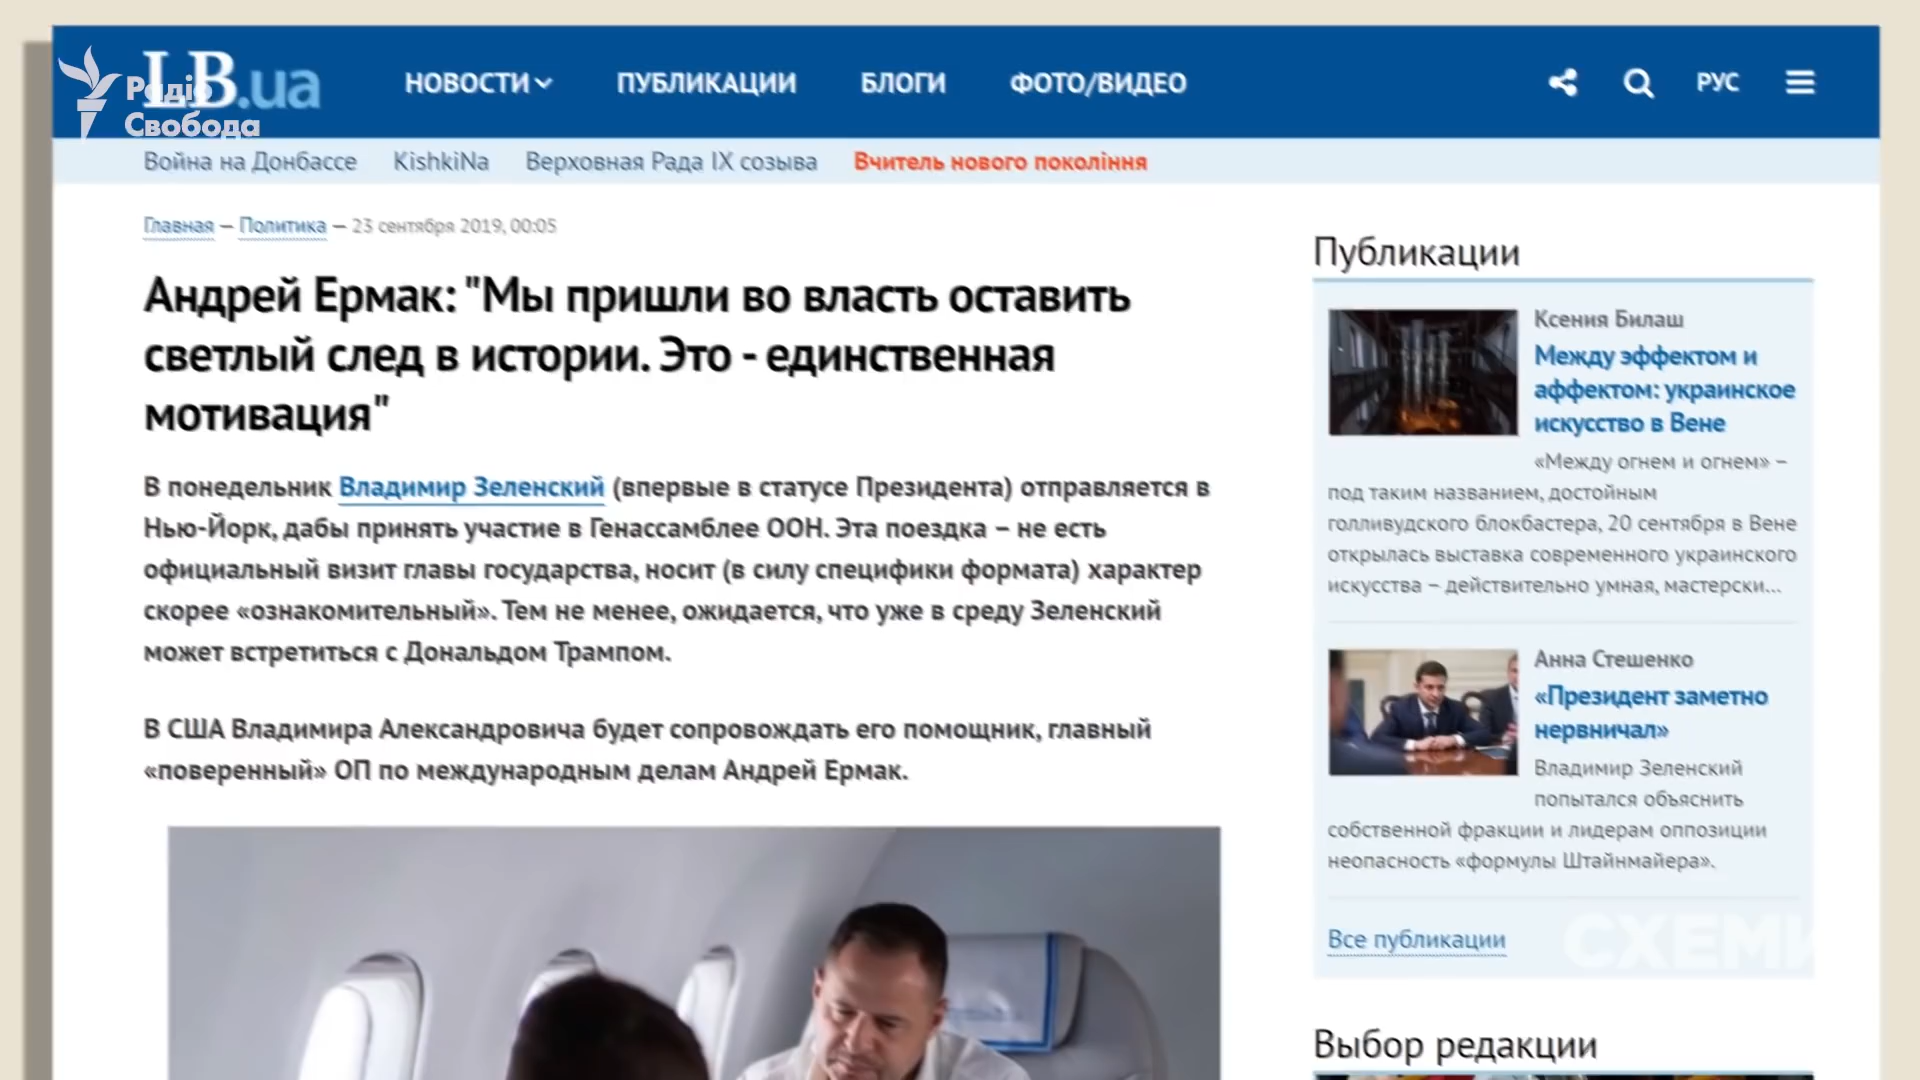 LB.ua
Радіо
Свобода
НОВОСТИ ПУБЛИКАЦИИ БЛОГИ ФОТО/ВИДЕО РУС
Война на Донбассе KishkiNa Верховная Рада IX созыва Вчитель нового покоління
Главная – Политика – 23 сентября 2019, 00:05
Андрей Ермак: "Мы пришли во власть оставить
светлый след в истории. Это - единственная
мотивация"
В понедельник Владимир Зеленский (впервые в статусе Президента) отправляется в
Нью-Йорк, дабы принять участие в Генассамблее ООН. Эта поездка – не есть
официальный визит главы государства, носит (в силу специфики формата) характер
скорее «ознакомительный». Тем не менее, ожидается, что уже в среду Зеленский
может встретиться с Дональдом Трампом.
В США Владимира Александровича будет сопровождать его помощник, главный
«поверенный» ОП по международным делам Андрей Ермак.
Публикации
Ксения Билаш
Между эффектом и
аффектом: украинское
искусство в Вене
«Между огнем и огнем» –
под таким названием, достойным
голливудского блокбастера, 20 сентября в Вене
открылась выставка современного украинского
искусства – действительно умная, мастерски...
Анна Стешенко
«Президент заметно
нервничал»
Владимир Зеленский
попытался объяснить
собственной фракции и лидерам оппозиции
неопасность «формулы Штайнмайера».
Все публикации
СХЕМИ
Выбор редакции